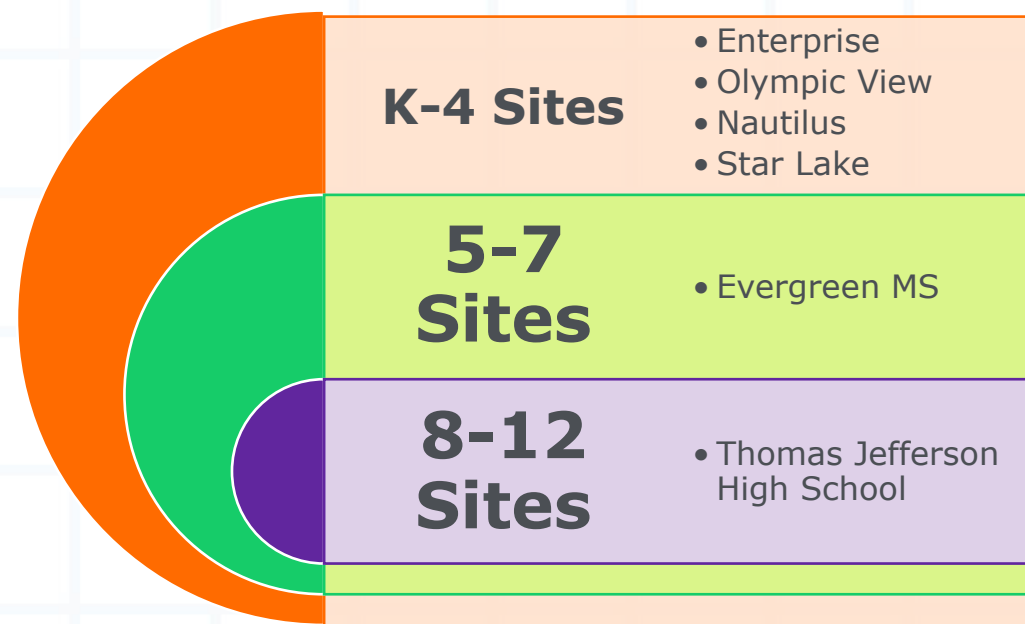 K-4 Sites
• Enterprise
• Olympic View
• Nautilus
• Star Lake
5-7
Sites
• Evergreen MS
8-12
Sites
• Thomas Jefferson
High School